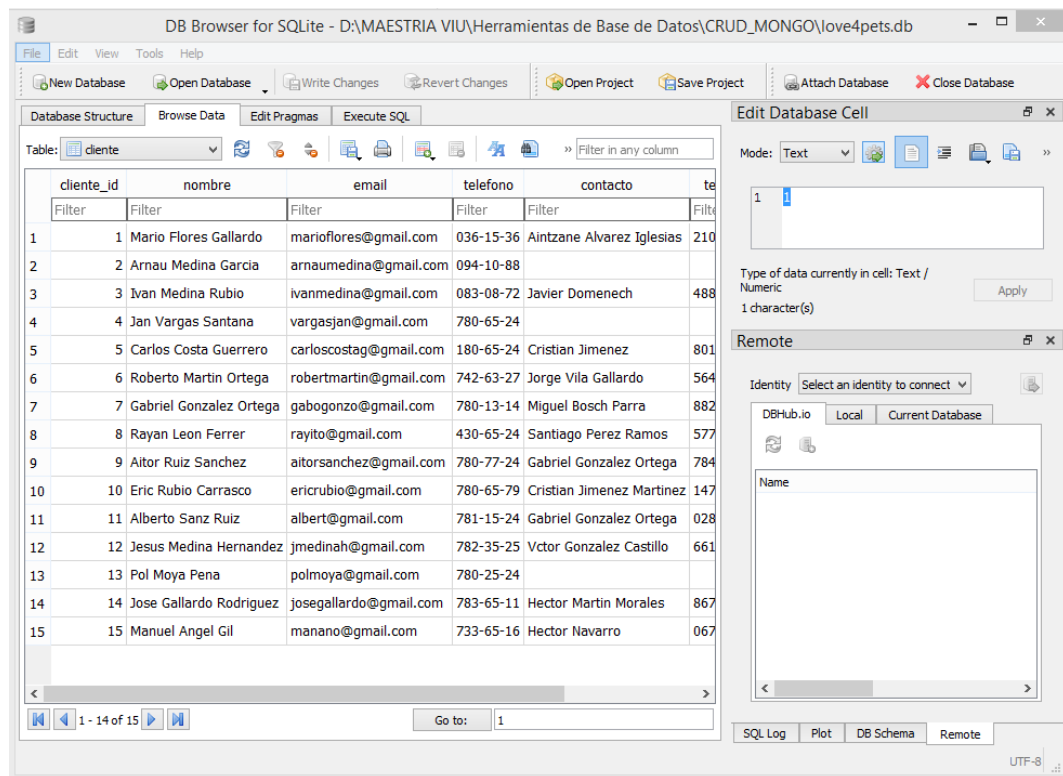 DB Browser for SQLite - D:\MAESTRIA VIU\Herramientas de Base de Datos\CRUD_MONGO\love4pets.db
File Edit View Tools Help
New Database Open Database Write Changes Revert Changes Open Project Save Project Attach Database Close Database
Database Structure Browse Data Edit Pragmas Execute SQL
Table: cliente » Filter in any column
cliente_id nombre email telefono contacto te
Filter Filter Filter Filter Filter Filte
1 1 Mario Flores Gallardo marioflores@gmail.com 036-15-36 Aintzane Alvarez Iglesias 210
2 2 Arnau Medina Garcia arnaumedina@gmail.com 094-10-88
3 3 Ivan Medina Rubio ivanmedina@gmail.com 083-08-72 Javier Domenech 488
4 4 Jan Vargas Santana vargasjan@gmail.com 780-65-24
5 5 Carlos Costa Guerrero carloscostag@gmail.com 180-65-24 Cristian Jimenez 801
6 6 Roberto Martin Ortega robertmartin@gmail.com 742-63-27 Jorge Vila Gallardo 564
7 7 Gabriel Gonzalez Ortega gabogonzo@gmail.com 780-13-14 Miguel Bosch Parra 882
8 8 Rayan Leon Ferrer rayito@gmail.com 430-65-24 Santiago Perez Ramos 577
9 9 Aitor Ruiz Sanchez aitorsanchez@gmail.com 780-77-24 Gabriel Gonzalez Ortega 784
10 10 Eric Rubio Carrasco ericrubio@gmail.com 780-65-79 Cristian Jimenez Martinez 147
11 11 Alberto Sanz Ruiz albert@gmail.com 781-15-24 Gabriel Gonzalez Ortega 028
12 12 Jesus Medina Hernandez jmedinah@gmail.com 782-35-25 Vctor Gonzalez Castillo 661
13 13 Pol Moya Pena polmoya@gmail.com 780-25-24
14 14 Jose Gallardo Rodriguez josegallardo@gmail.com 783-65-11 Hector Martin Morales 867
15 15 Manuel Angel Gil manano@gmail.com 733-65-16 Hector Navarro 067
1 - 14 of 15 Go to: 1
Edit Database Cell
Mode: Text »
1 1
Type of data currently in cell: Text /
Numeric
1 character(s)
Apply
Remote
Identity Select an identity to connect
DBHub.io Local Current Database
Name
SQL Log Plot DB Schema Remote
UTF-8